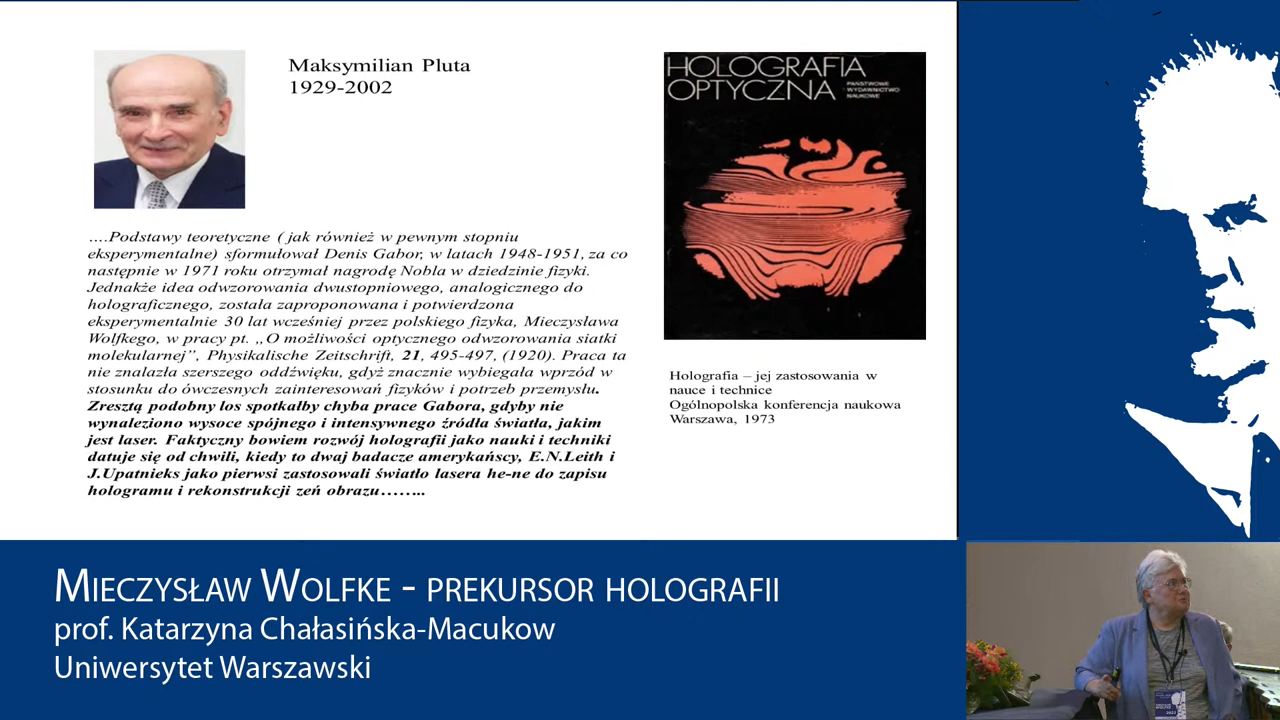 Maksymilian Pluta
1929-2002
HOLOGRAFIA
OPTYCZNA
PAŃSTWOWE
WYDAWNICTWO
NAUKOWE
....Podstawy teoretyczne ( jak również w pewnym stopniu
eksperymentalne) sformułował Denis Gabor, w latach 1948-1951, za co
następnie w 1971 roku otrzymał nagrodę Nobla w dziedzinie fizyki.
Jednakże idea odwzorowania dwustopniowego, analogicznego do
holograficznego, została zaproponowana i potwierdzona
eksperymentalnie 30 lat wcześniej przez polskiego fizyka, Mieczysława
Wolfkego, w pracy pt. „O możliwości optycznego odwzorowania siatki
molekularnej”, Physikalische Zeitschrift, 21, 495-497, (1920). Praca ta
nie znalazła szerszego oddźwięku, gdyż znacznie wybiegała wprzód w
stosunku do ówczesnych zainteresowań fizyków i potrzeb przemysłu.
Zresztą podobny los spotkałby chyba prace Gabora, gdyby nie
wynaleziono wysoce spójnego i intensywnego źródła światła, jakim
jest laser. Faktyczny bowiem rozwój holografii jako nauki i techniki
datuje się od chwili, kiedy to dwaj badacze amerykańscy, E.N.Leith i
J.Upatnieks jako pierwsi zastosowali światło lasera he-ne do zapisu
hologramu i rekonstrukcji zeń obrazu……..
Holografia – jej zastosowania w
nauce i technice
Ogólnopolska konferencja naukowa
Warszawa, 1973
MIECZYSŁAW WOLFKE - PREKURSOR HOLOGRAFII
prof. Katarzyna Chałasińska-Macukow
Uniwersytet Warszawski